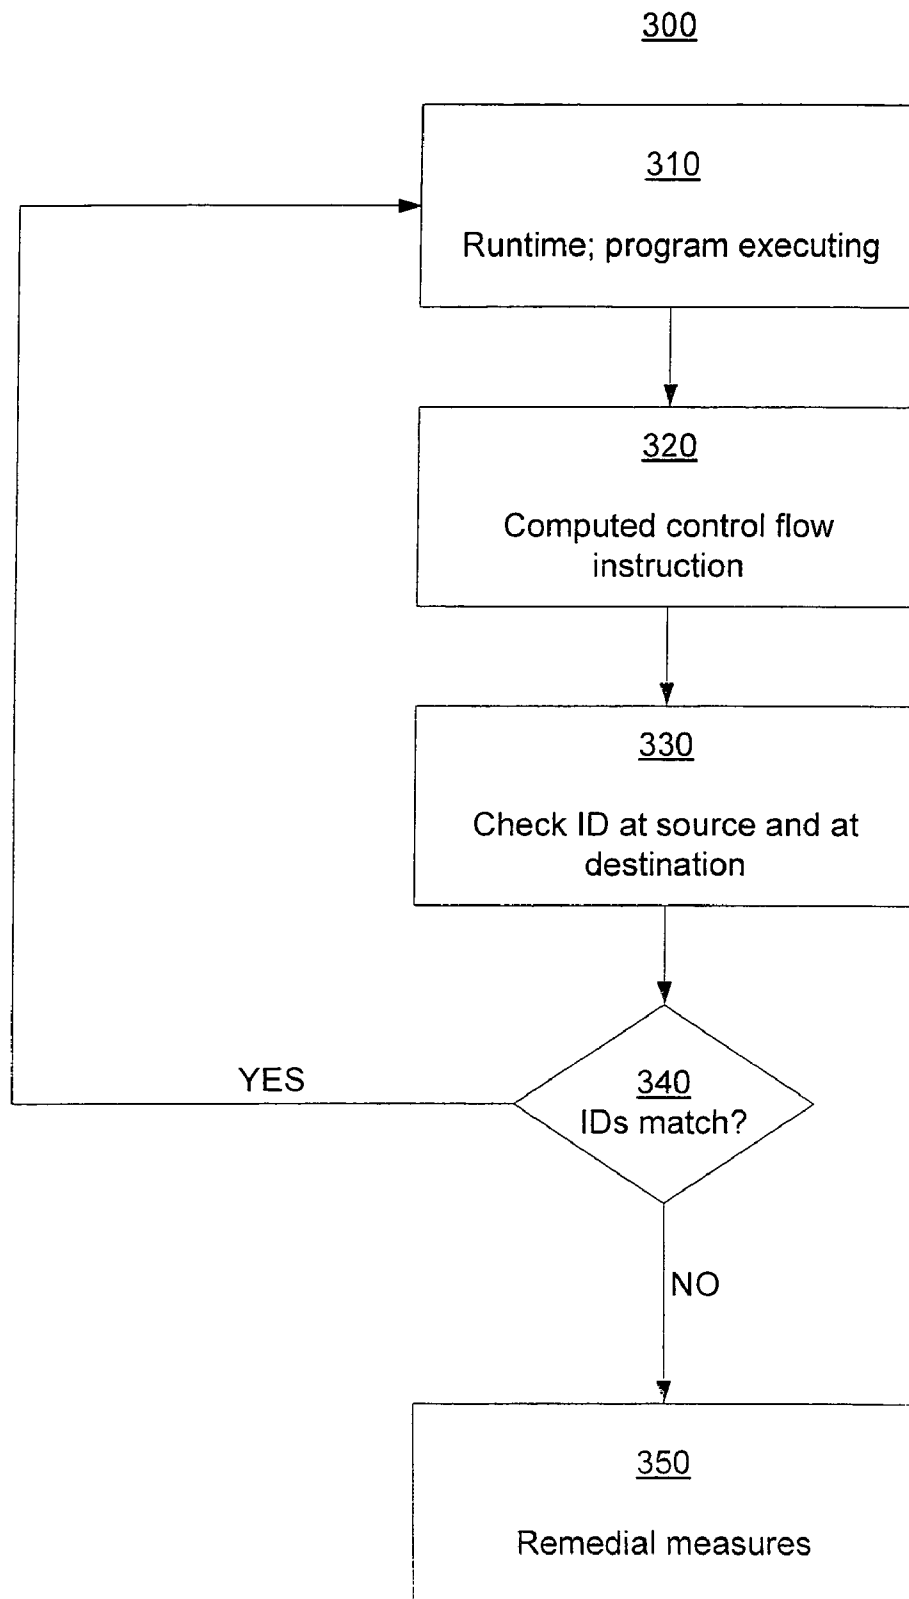 300
310
Runtime; program executing
320
Computed control flow
instruction
330
Check ID at source and at
destination
YES
340
IDs match?
NO
350
Remedial measures